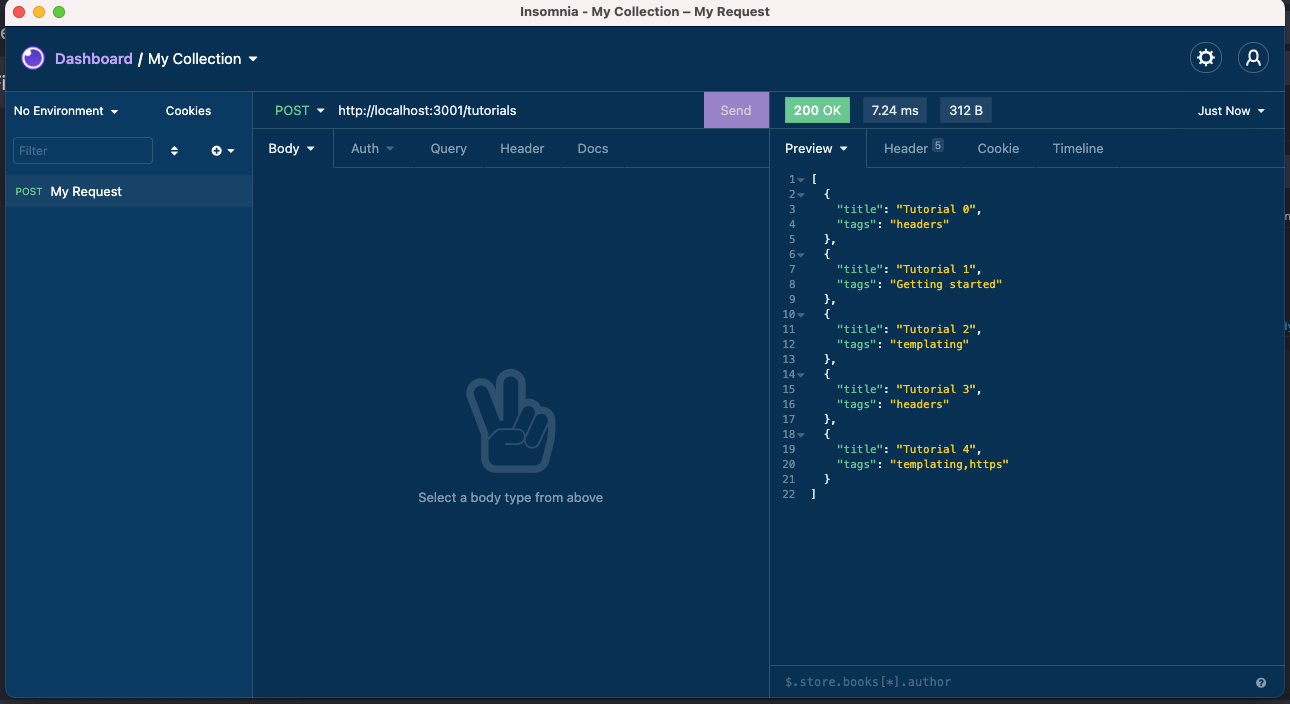 Insomnia - My Collection – My Request
Dashboard / My Collection
No Environment
Cookies
Filter
POST My Request
POST http://localhost:3001/tutorials
Send
Body
Auth
Query
Header
Docs
Select a body type from above
200 OK
7.24 ms
312 B
Just Now
Preview
Header 5
Cookie
Timeline
1 [
2 {
3 "title": "Tutorial 0",
4 "tags": "headers"
5 },
6 {
7 "title": "Tutorial 1",
8 "tags": "Getting started"
9 },
10 {
11 "title": "Tutorial 2",
12 "tags": "templating"
13 },
14 {
15 "title": "Tutorial 3",
16 "tags": "headers"
17 },
18 {
19 "title": "Tutorial 4",
20 "tags": "templating,https"
21 }
22 ]
$.store.books[*].author